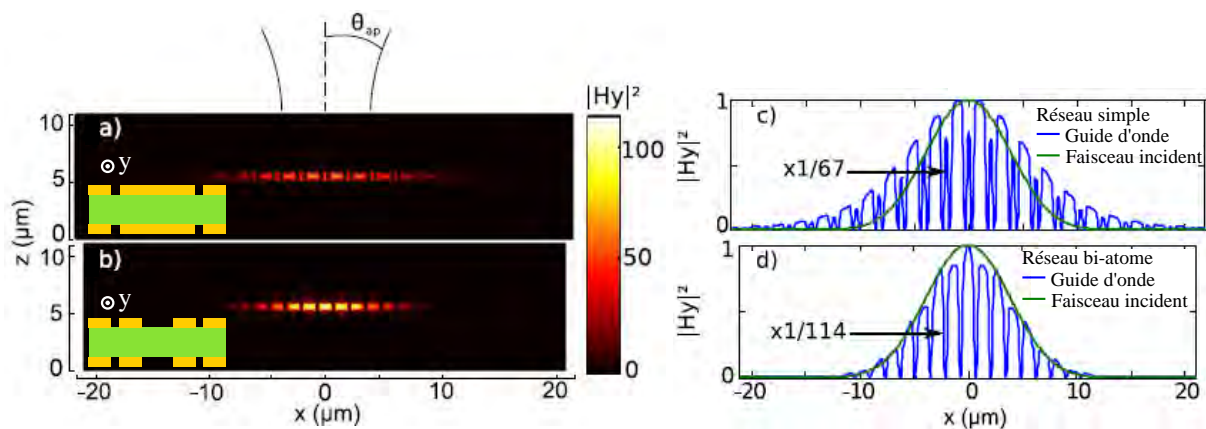 θap
|Hy|²
a)
10
⊙y
5
0
z (µm)
b)
10
⊙y
5
0
−20
−10
0
10
20
x (µm)
100
50
0
c)
1
0
|Hy|²
Réseau simple
Guide d'onde
Faisceau incident
x1/67
d)
1
0
|Hy|²
Réseau bi-atome
Guide d'onde
Faisceau incident
x1/114
−20
−10
0
10
20
x (µm)